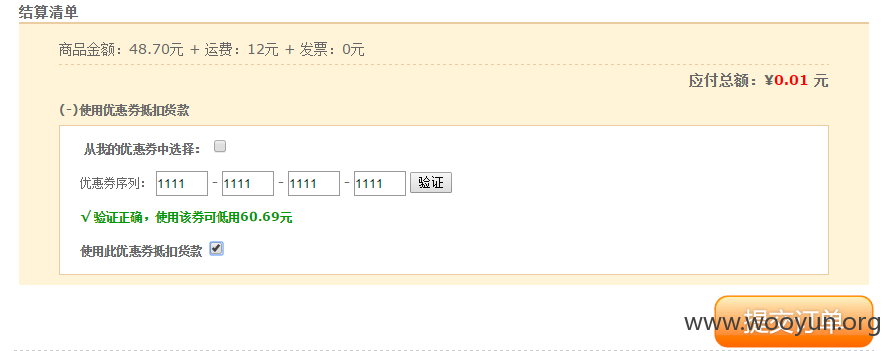 结算清单
商品金额：48.70元 + 运费：12元 + 发票：0元
应付总额：¥0.01 元
(-)使用优惠券抵扣货款
从我的优惠券中选择：
优惠券序列： 1111 - 1111 - 1111 - 1111 验证
√ 验证正确，使用该券可低用60.69元
使用此优惠券抵扣货款
提交订单
www.wooyun.org